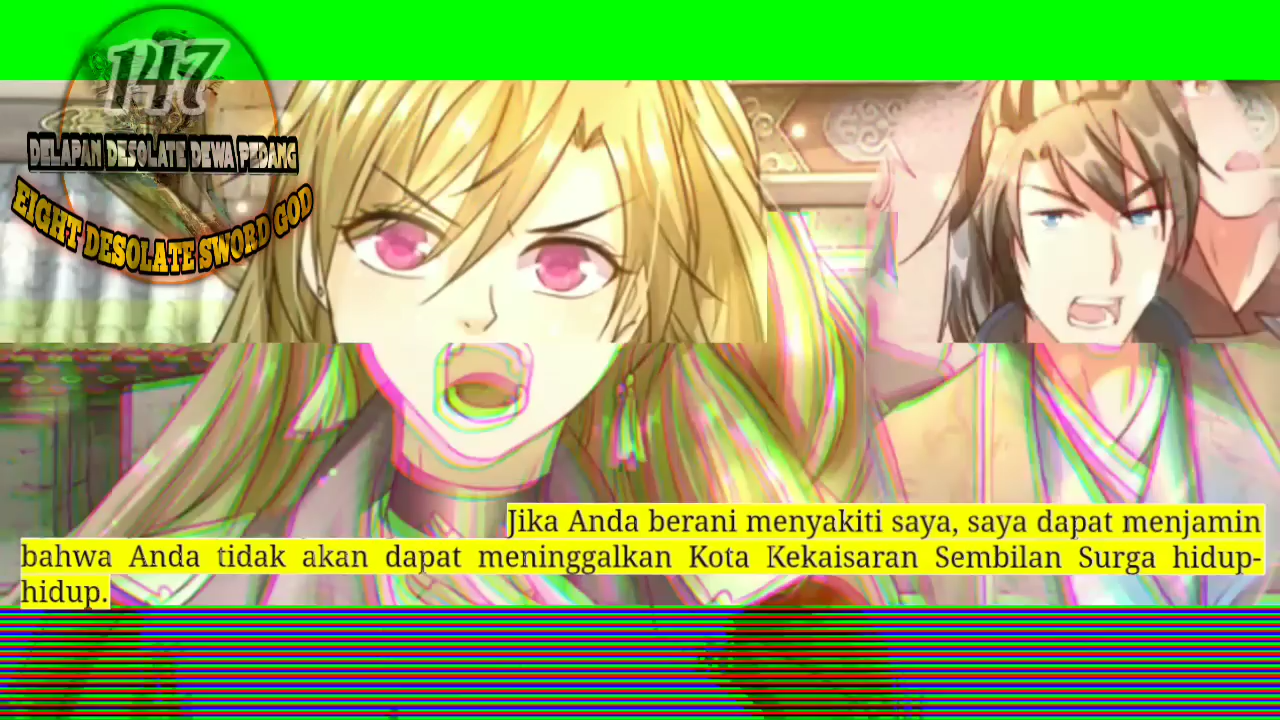 147
DELAPAN DESOLATE DEWA PEDANG
EIGHT DESOLATE SWORD GOD
Jika Anda berani menyakiti saya, saya dapat menjamin
bahwa Anda tidak akan dapat meninggalkan Kota Kekaisaran Sembilan Surga hidup-
hidup.